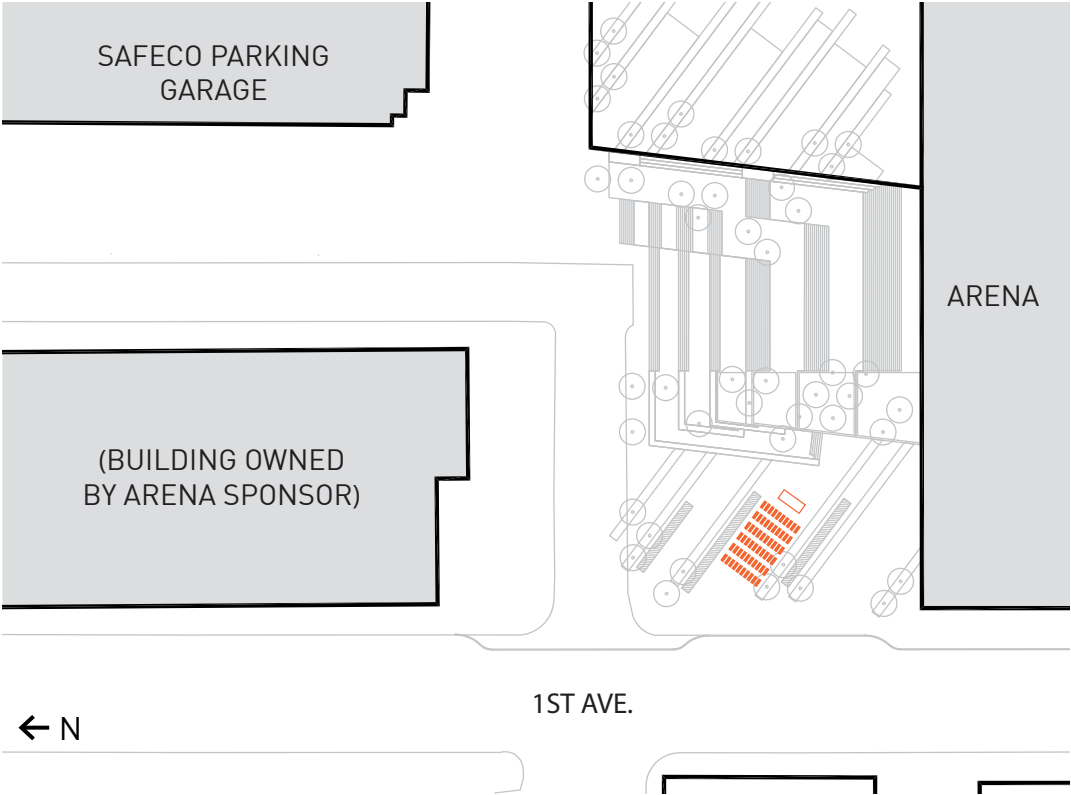 SAFECO PARKING
GARAGE
ARENA
(BUILDING OWNED
BY ARENA SPONSOR)
1ST AVE.
N